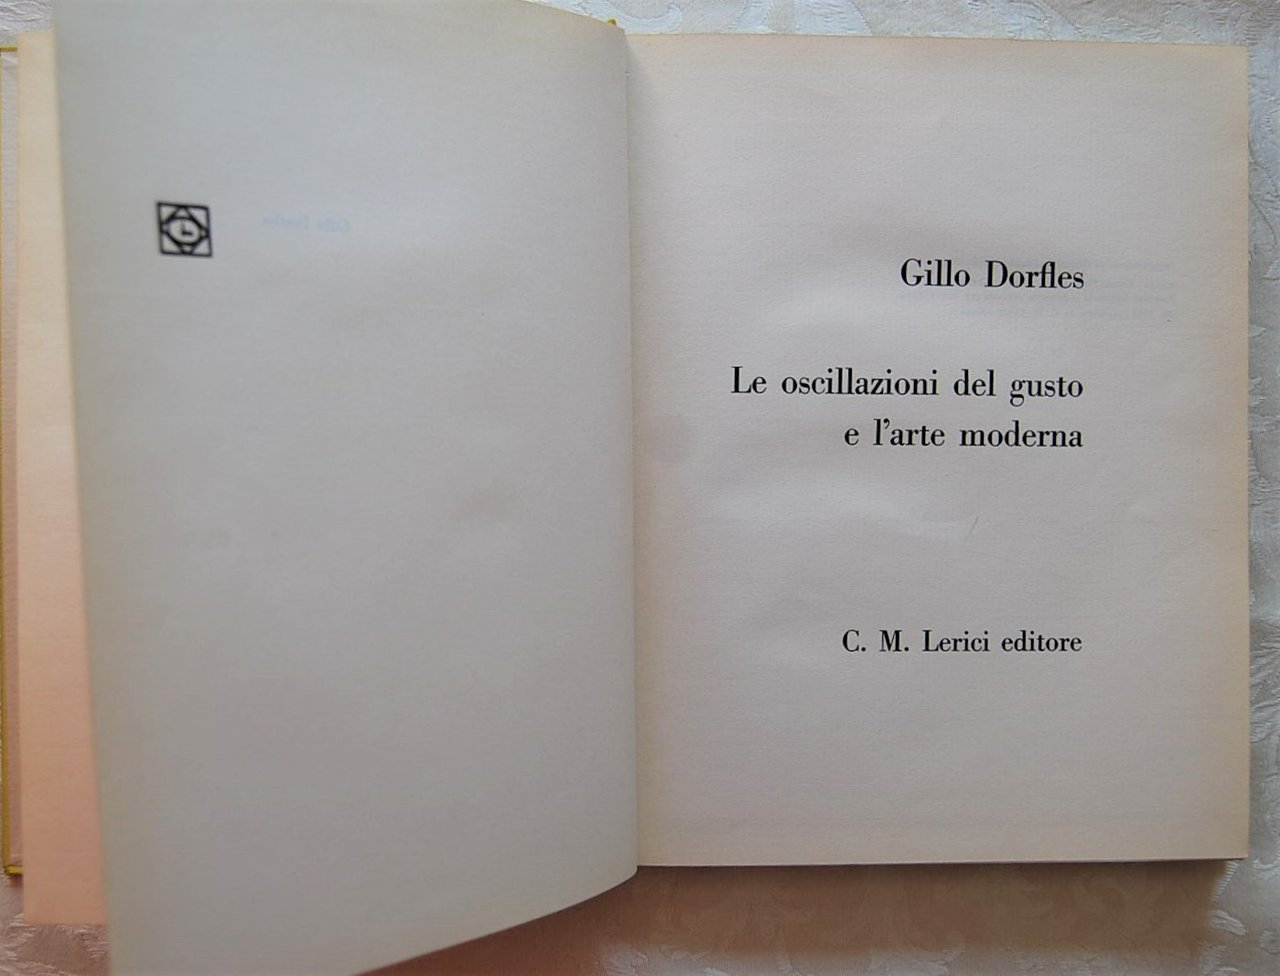 Gillo Dorfles
Le oscillazioni del gusto
e l'arte moderna
C. M. Lerici editore